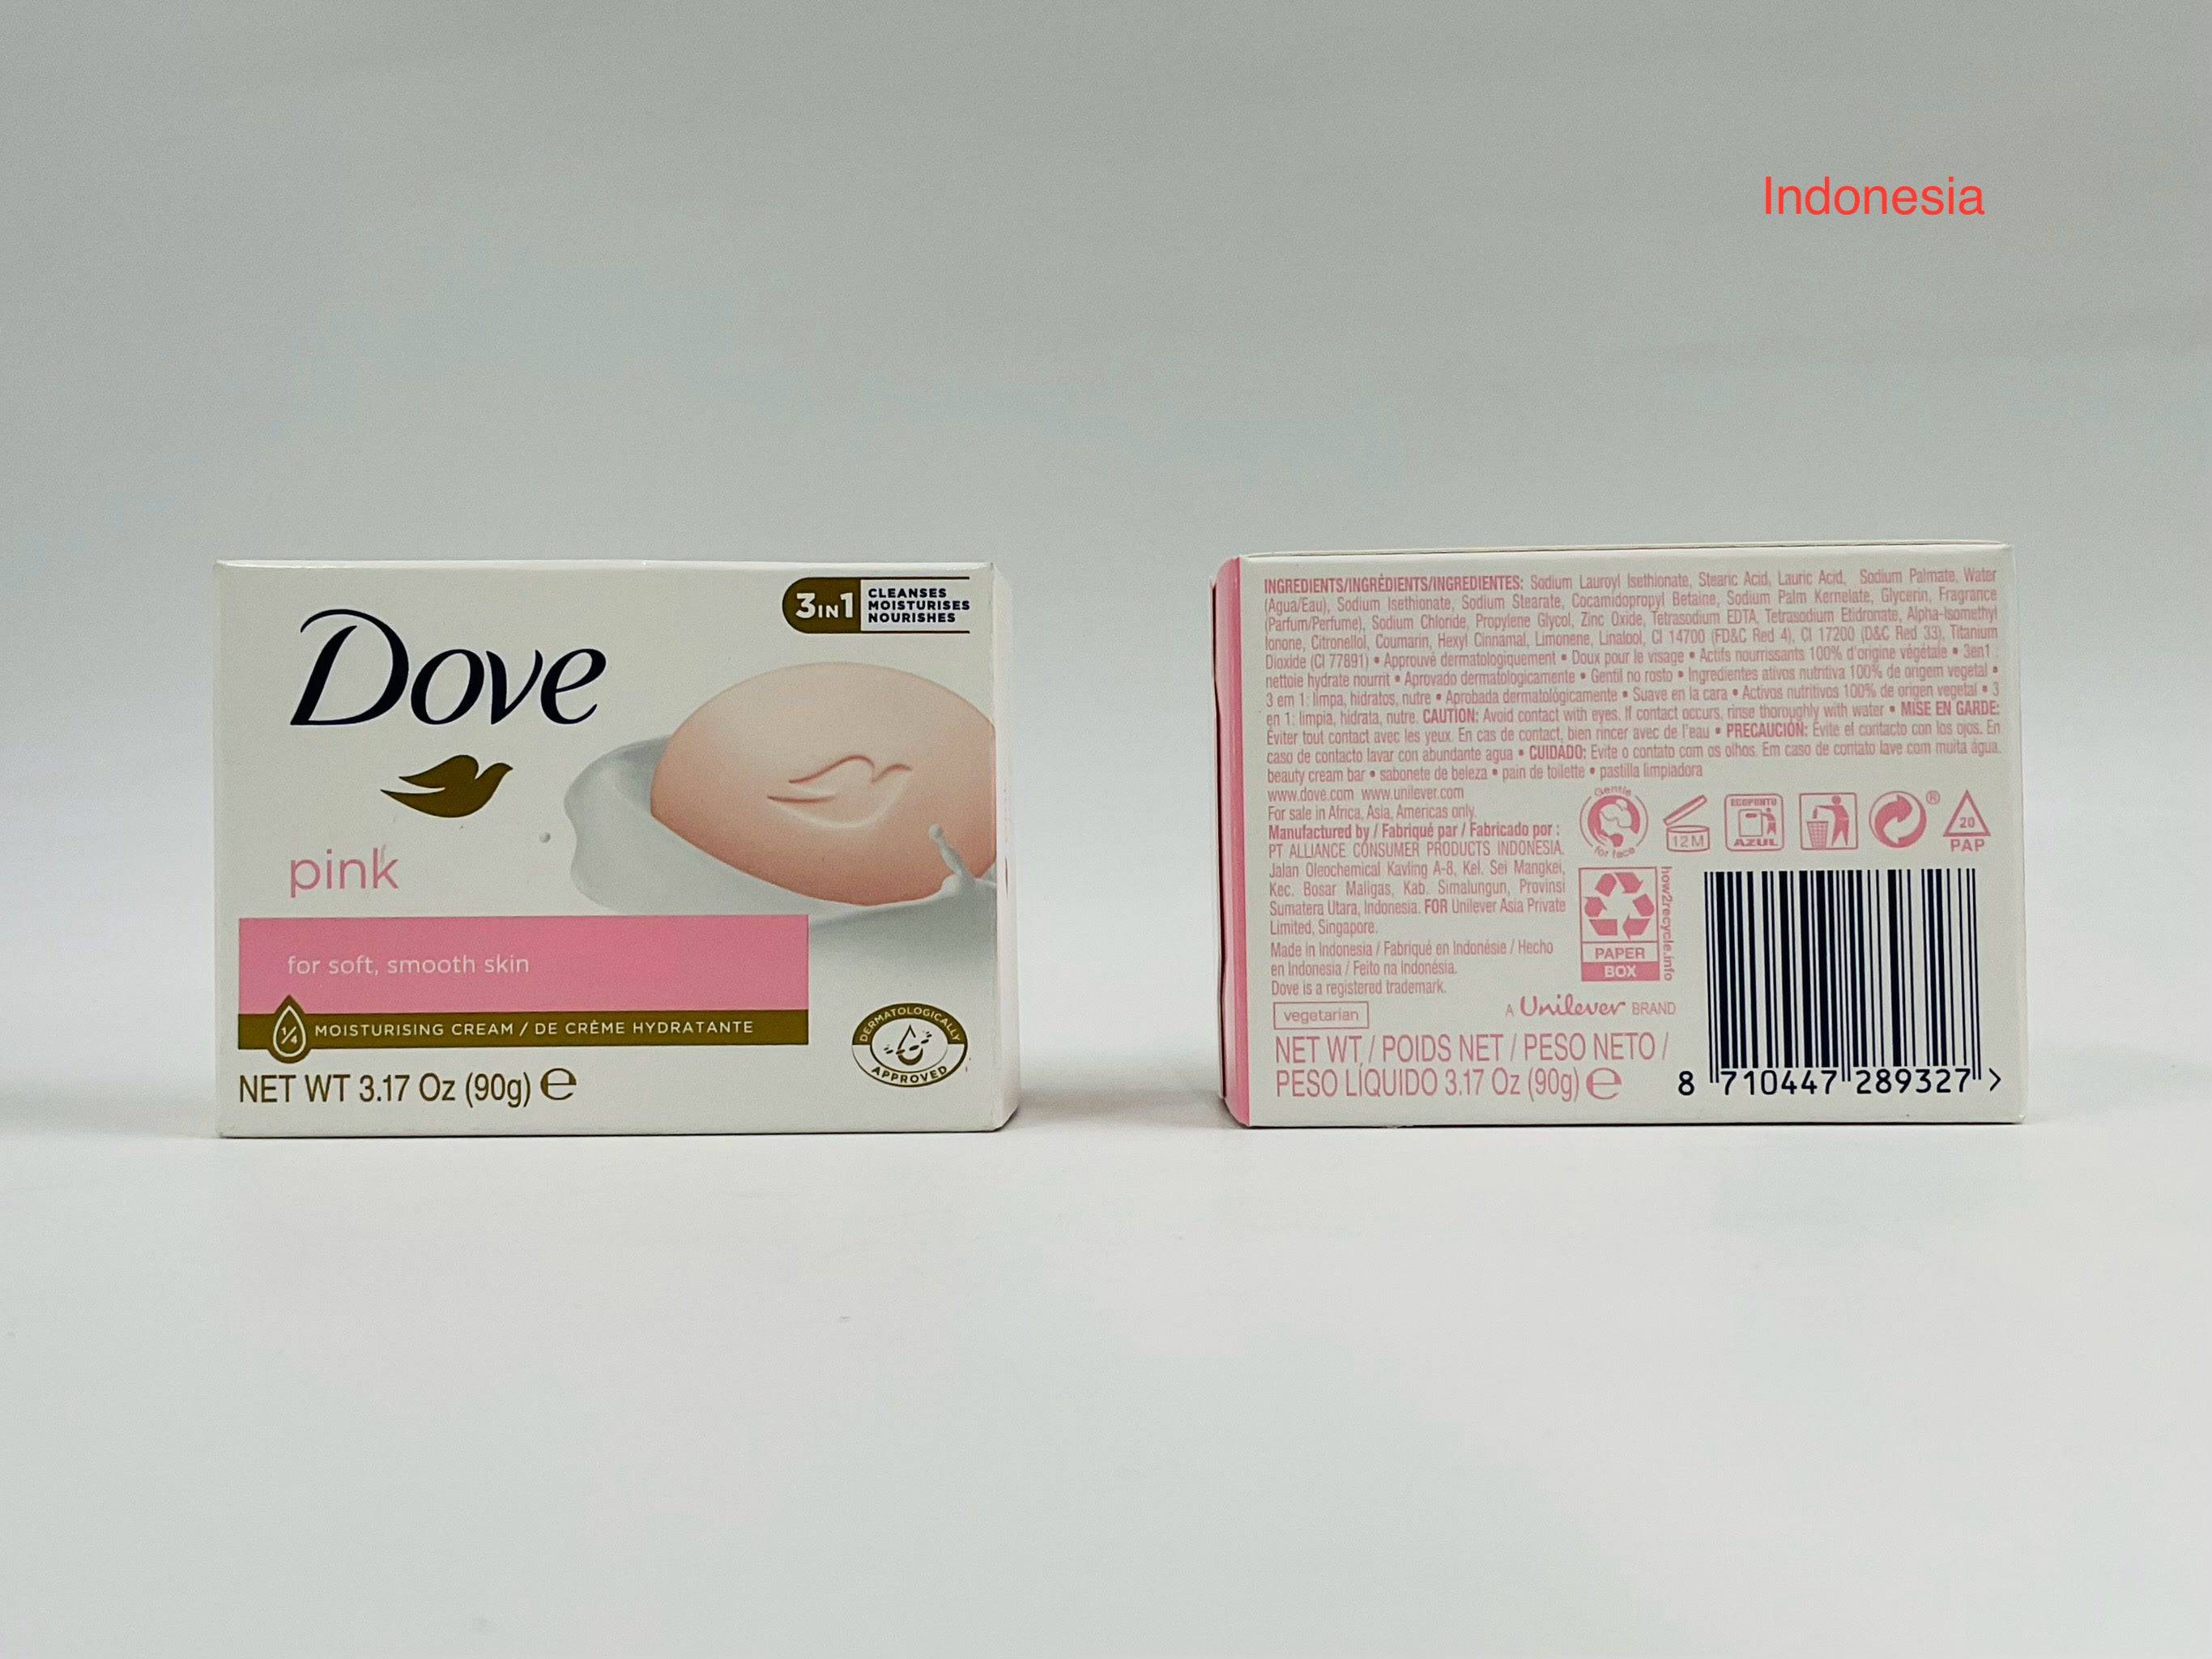 Indonesia
Dove
3IN1
CLEANSES
MOISTURISES
NOURISHES
pink
for soft, smooth skin
1/4 MOISTURISING CREAM / DE CRÈME HYDRATANTE
DERMATOLOGICALLY
APPROVED
NET WT 3.17 Oz (90g) ℮
INGREDIENTS/INGRÉDIENTS/INGREDIENTES: Sodium Lauroyl Isethionate, Stearic Acid, Lauric Acid, Sodium Palmate, Water
(Agua/Eau), Sodium Isethionate, Sodium Stearate, Cocamidopropyl Betaine, Sodium Palm Kernelate, Glycerin, Fragrance
(Parfum/Perfume), Sodium Chloride, Propylene Glycol, Zinc Oxide, Tetrasodium EDTA, Tetrasodium Etidronate, Alpha-Isomethyl
Ionone, Citronellol, Coumarin, Hexyl Cinnamal, Limonene, Linalool, CI 14700 (FD&C Red 4), CI 17200 (D&C Red 33), Titanium
Dioxide (CI 77891) • Approuvé dermatologiquement • Doux pour le visage • Actifs nourrissants 100% d'origine végétale • 3en1 :
nettoie hydrate nourrit • Aprovado dermatologicamente • Gentil no rosto • Ingredientes ativos nutritiva 100% de origem vegetal •
3 em 1: limpa, hidratos, nutre • Aprobada dermatológicamente • Suave en la cara • Activos nutritivos 100% de origen vegetal • 3
en 1: limpia, hidrata, nutre. CAUTION: Avoid contact with eyes. If contact occurs, rinse thoroughly with water • MISE EN GARDE:
Éviter tout contact avec les yeux. En cas de contact, bien rincer avec de l'eau • PRECAUCIÓN: Evite el contacto con los ojos. En
caso de contacto lavar con abundante agua • CUIDADO: Evite o contato com os olhos. Em caso de contato lave com muita água.
beauty cream bar • sabonete de beleza • pain de toilette • pastilla limpiadora
www.dove.com www.unilever.com
For sale in Africa, Asia, Americas only.
Manufactured by / Fabriqué par / Fabricado por :
PT ALLIANCE CONSUMER PRODUCTS INDONESIA.
Jalan Oleochemical Kavling A-8, Kel. Sei Mangkei,
Kec. Bosar Maligas, Kab. Simalungun, Provinsi
Sumatera Utara, Indonesia. FOR Unilever Asia Private
Limited, Singapore.
Made in Indonesia / Fabriqué en Indonésie / Hecho
en Indonesia / Feito na Indonésia.
Dove is a registered trademark.
vegetarian
Gentle
for face
12M
ECOPONTO
AZUL
®
20
PAP
how2recycle.info
PAPER
BOX
A Unilever BRAND
NET WT / POIDS NET / PESO NETO /
PESO LÍQUIDO 3.17 Oz (90g) ℮
8 710447 289327 >